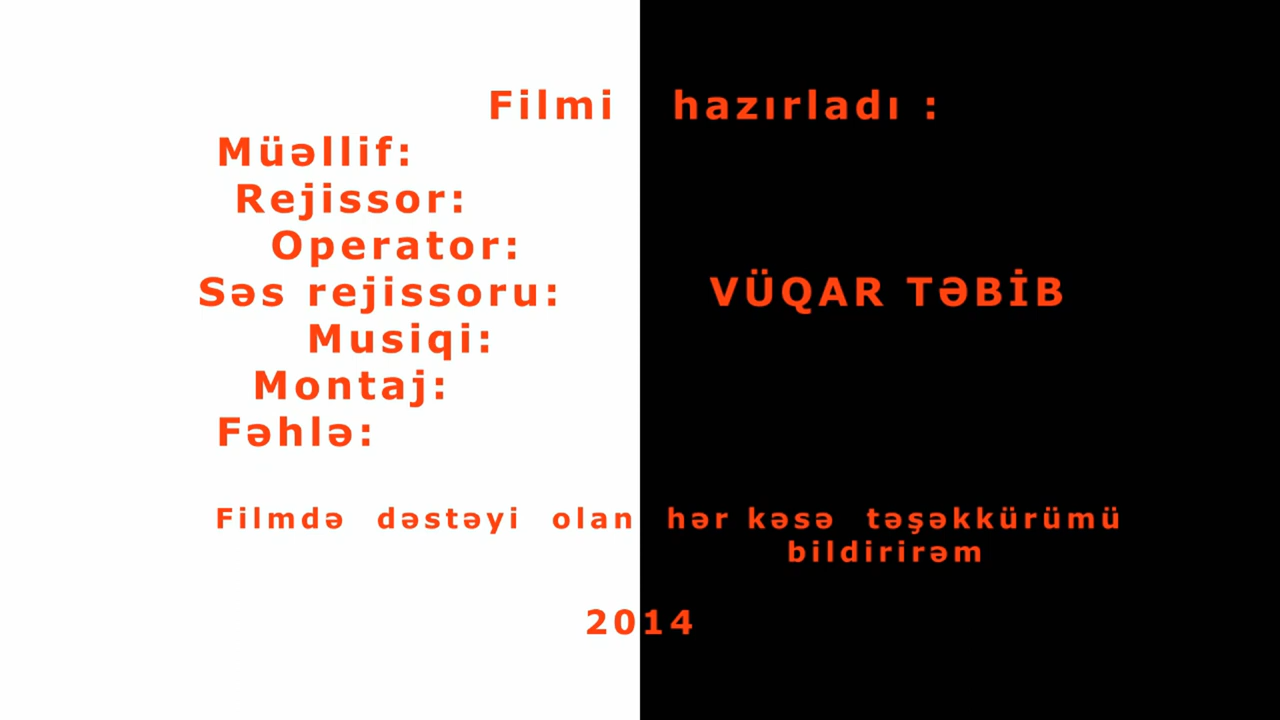 Filmi hazırladı :
Müəllif:
Rejissor:
Operator:
Səs rejissoru: VÜQAR TƏBİB
Musiqi:
Montaj:
Fəhlə:
Filmdə dəstəyi olan hər kəsə təşəkkürümü
bildirirəm
2014